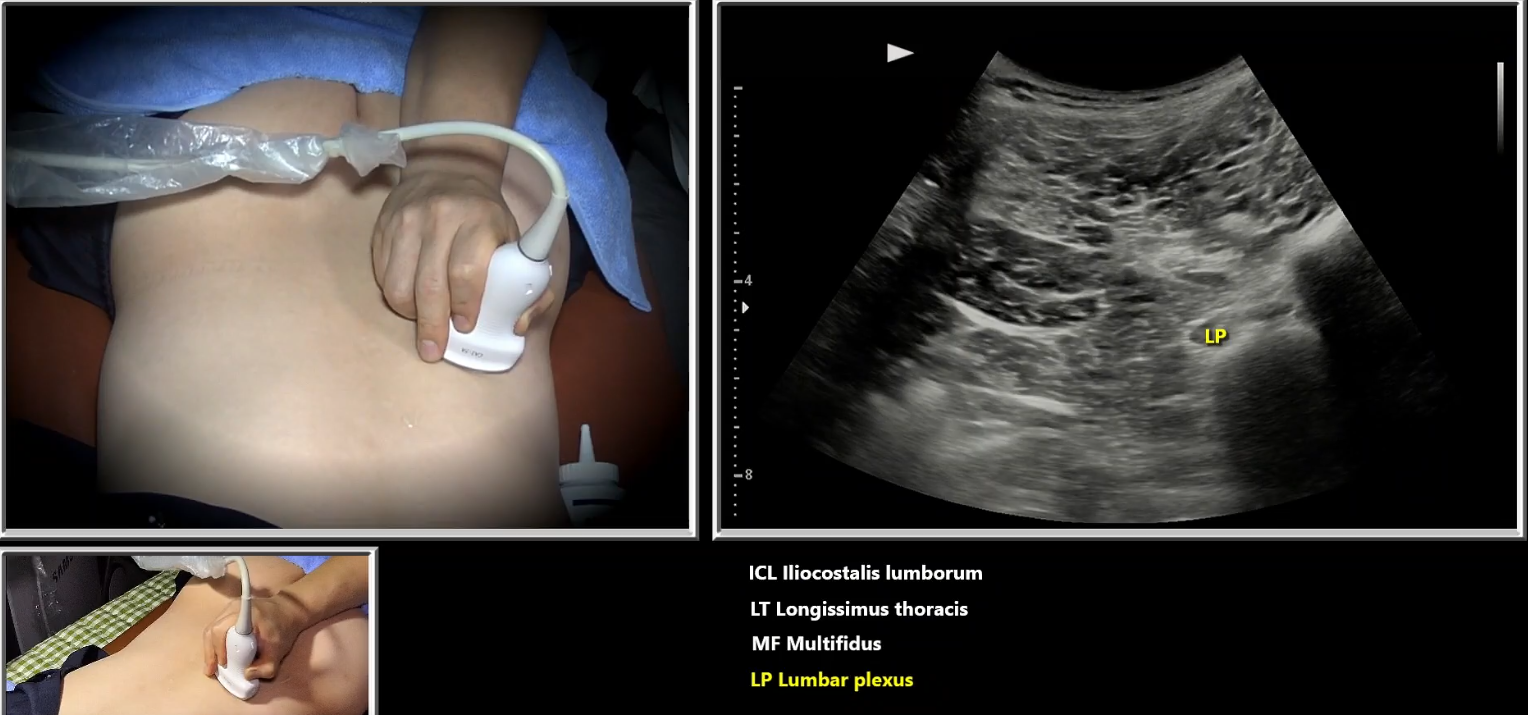 4
LP
8
ICL Iliocostalis lumborum
LT Longissimus thoracis
MF Multifidus
LP Lumbar plexus